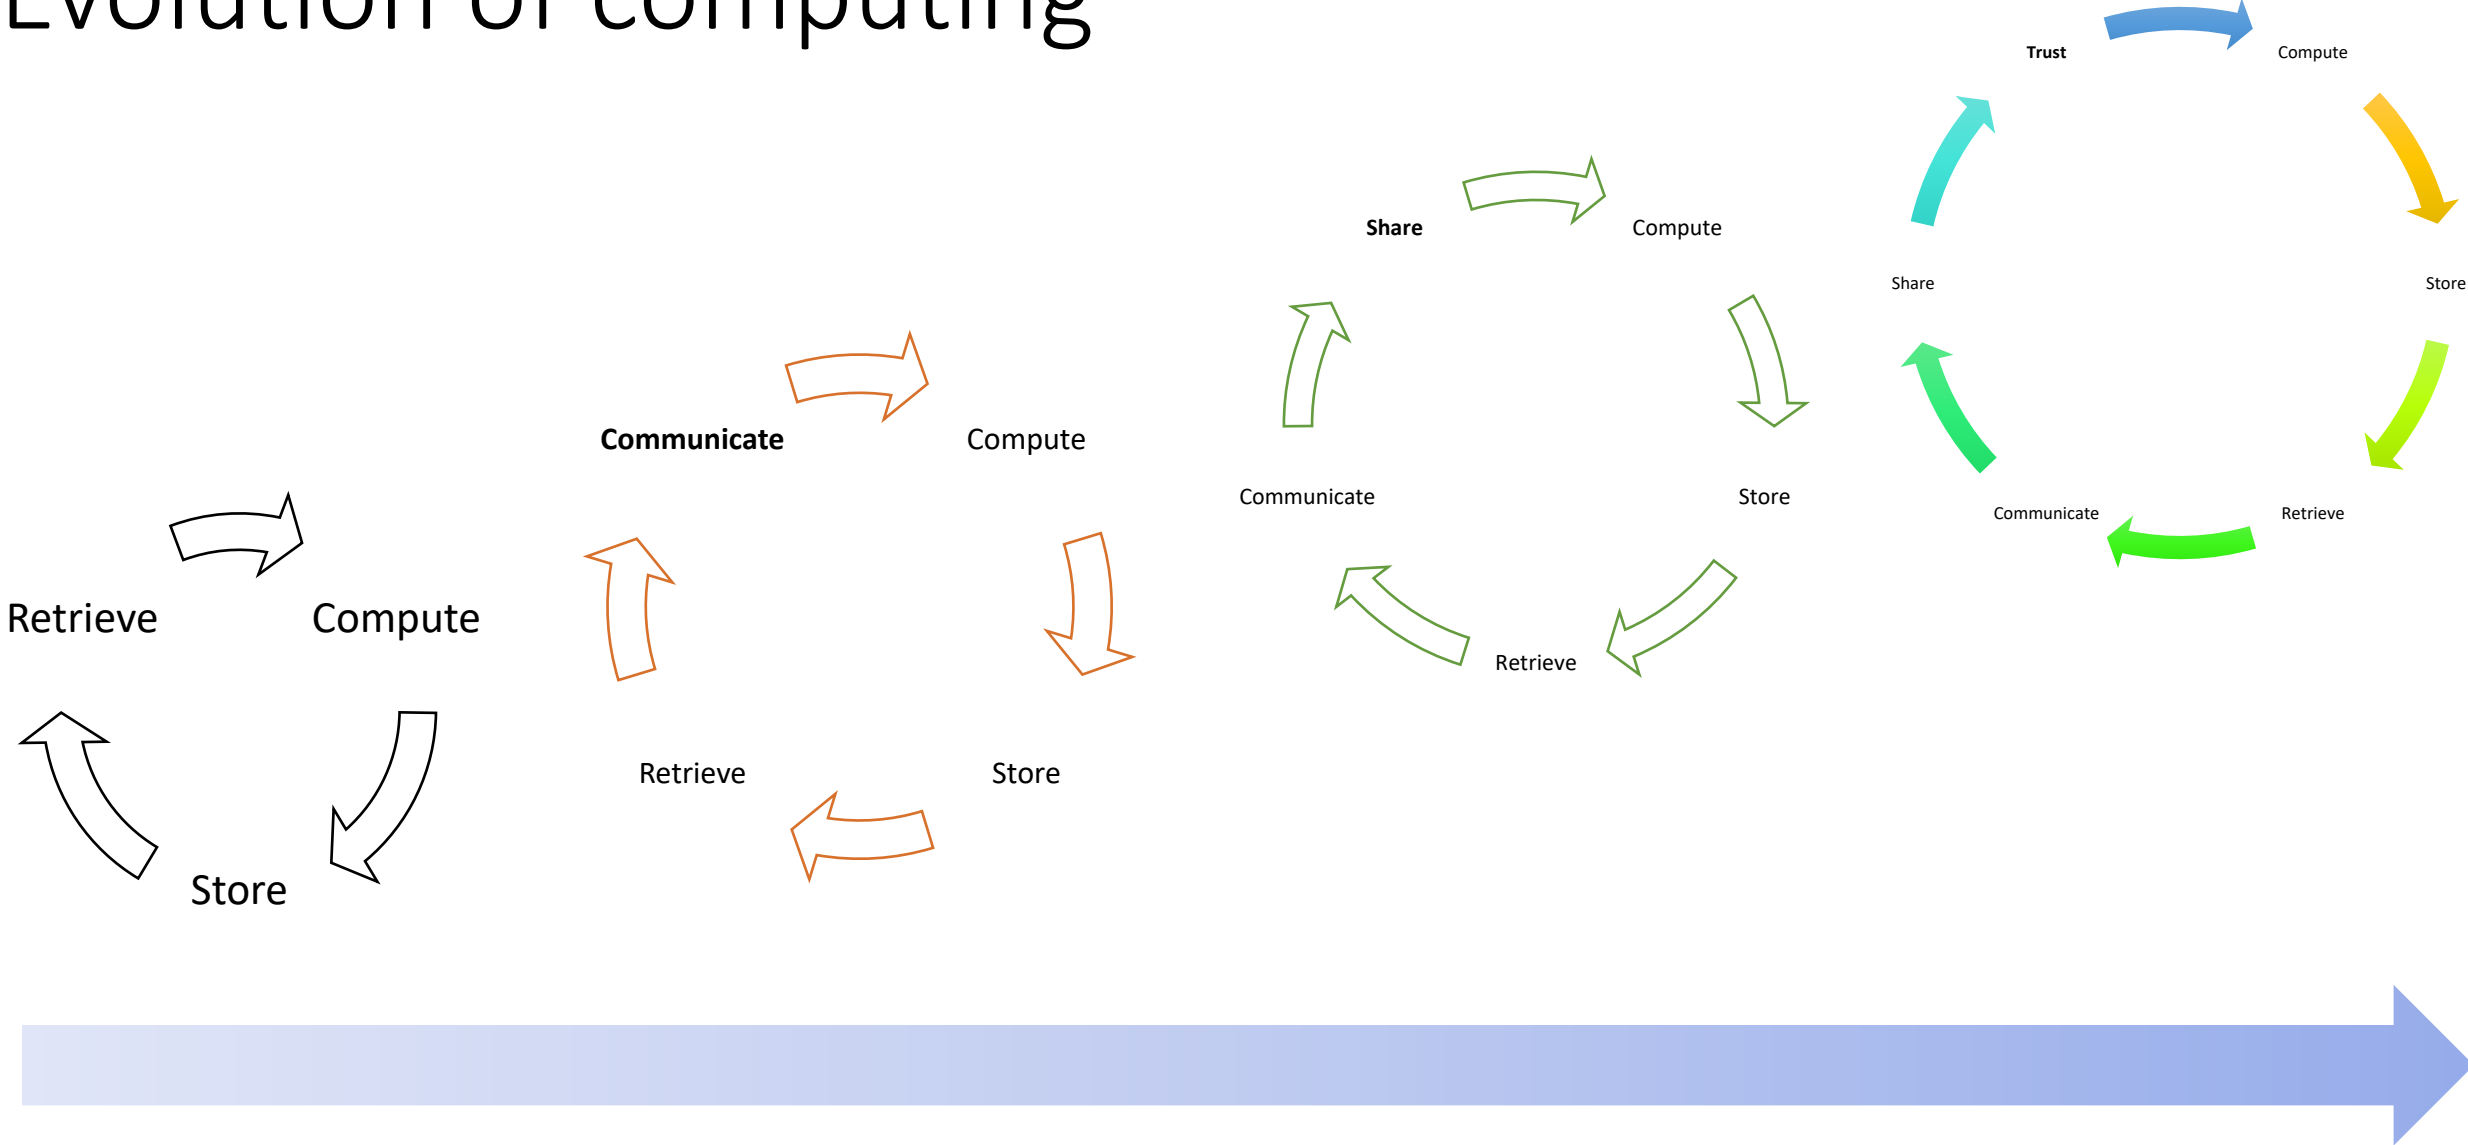 Evolution of computing
Retrieve
Compute
Store
Communicate
Compute
Store
Retrieve
Share
Compute
Store
Retrieve
Communicate
Trust
Compute
Store
Retrieve
Communicate
Share